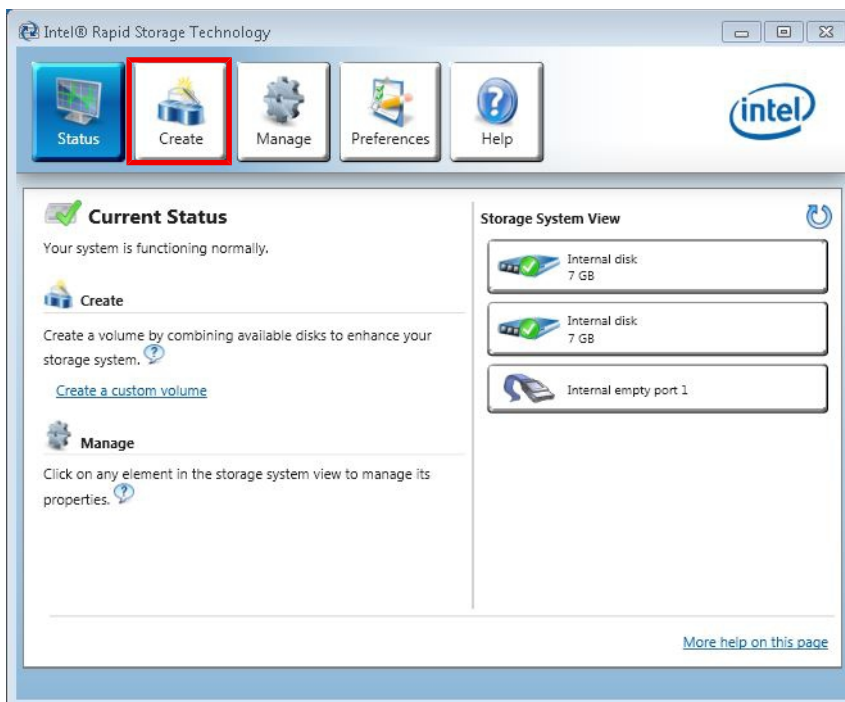 Intel® Rapid Storage Technology
Status
Create
Manage
Preferences
Help
intel
Current Status
Your system is functioning normally.
Create
Create a volume by combining available disks to enhance your
storage system.
Create a custom volume
Manage
Click on any element in the storage system view to manage its
properties.
Storage System View
Internal disk
7 GB
Internal disk
7 GB
Internal empty port 1
More help on this page